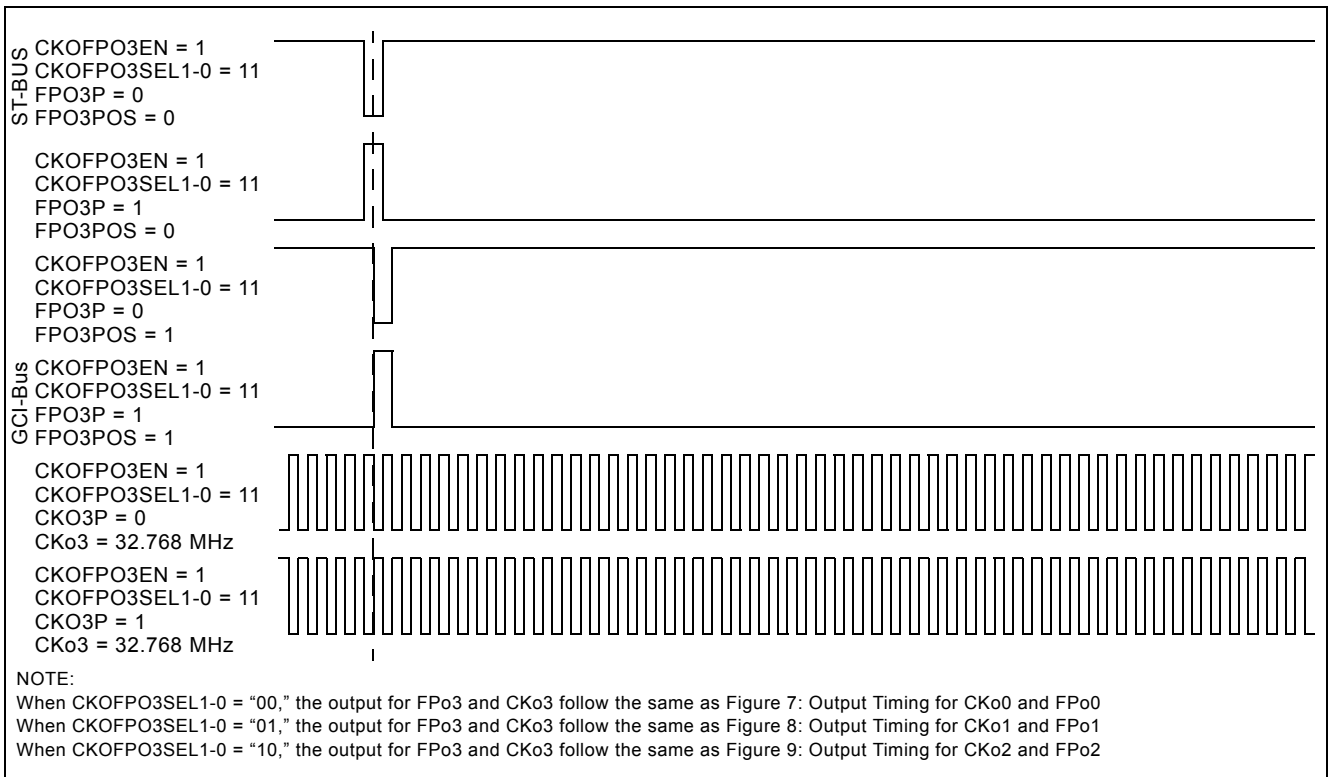 ST-BUS
CKOFPO3EN = 1
CKOFPO3SEL1-0 = 11
FPO3P = 0
FPO3POS = 0
CKOFPO3EN = 1
CKOFPO3SEL1-0 = 11
FPO3P = 1
FPO3POS = 0
CKOFPO3EN = 1
CKOFPO3SEL1-0 = 11
FPO3P = 0
FPO3POS = 1
GCI-Bus
CKOFPO3EN = 1
CKOFPO3SEL1-0 = 11
FPO3P = 1
FPO3POS = 1
CKOFPO3EN = 1
CKOFPO3SEL1-0 = 11
CKO3P = 0
CKo3 = 32.768 MHz
CKOFPO3EN = 1
CKOFPO3SEL1-0 = 11
CKO3P = 1
CKo3 = 32.768 MHz
NOTE:
When CKOFPO3SEL1-0 = “00,” the output for FPo3 and CKo3 follow the same as Figure 7: Output Timing for CKo0 and FPo0
When CKOFPO3SEL1-0 = “01,” the output for FPo3 and CKo3 follow the same as Figure 8: Output Timing for CKo1 and FPo1
When CKOFPO3SEL1-0 = “10,” the output for FPo3 and CKo3 follow the same as Figure 9: Output Timing for CKo2 and FPo2